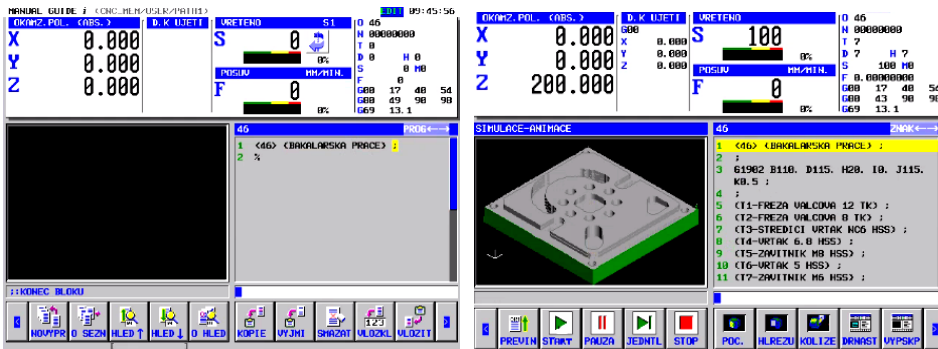 MANUAL GUIDE i (CNC_MEM/USER/PATH1) EDIT 09:45:56
OKAMZ.POL. (ABS.) D.K UJETI VRETENO S1 O 46
N 00000000
X 0.000 S 0 T 0
D 0 H 0
0% S 0 M0
Y 0.000 F 0
POSUV MM/MIN. G00 17 40 54
Z 0.000 F 0 G80 49 90 98
0% G69 13.1
46 PROG
1 (46) (BAKALARSKA PRACE) ;
2 %
;:KONEC BLOKU
NOVYPR O SEZN HLED↑ HLED↓ O HLED KOPIE VYJMI SMAZAT VLOZKL VLOZIT
OKAMZ.POL. (ABS.) D.K UJETI VRETENO O 46
N 00000000
X 0.000 G00 S 100 T 7
X 0.000 D 7 H 7
Y 0.000 Y 0.000 0% S 100 M0
Z 0.000 POSUV MM/MIN. F 0.00000000
Z 200.000 F 0 G00 17 40 54
G80 43 90 98
0% G69 13.1
SIMULACE-ANIMACE
46 ZNAK
1 (46) (BAKALARSKA PRACE) ;
2 ;
3 G1902 B110. D115. H20. I0. J115.
K0.5 ;
4 ;
5 (T1-FREZA VALCOVA 12 TK) ;
6 (T2-FREZA VALCOVA 8 TK) ;
7 (T3-STREDICI VRTAK NC6 HSS) ;
8 (T4-VRTAK 6.8 HSS) ;
9 (T5-ZAVITNIK M8 HSS) ;
10 (T6-VRTAK 5 HSS) ;
11 (T7-ZAVITNIK M6 HSS) ;
PREVIN START PAUZA JEDNTL STOP POC. HLREZU KOLIZE DRNAST VYPSKP